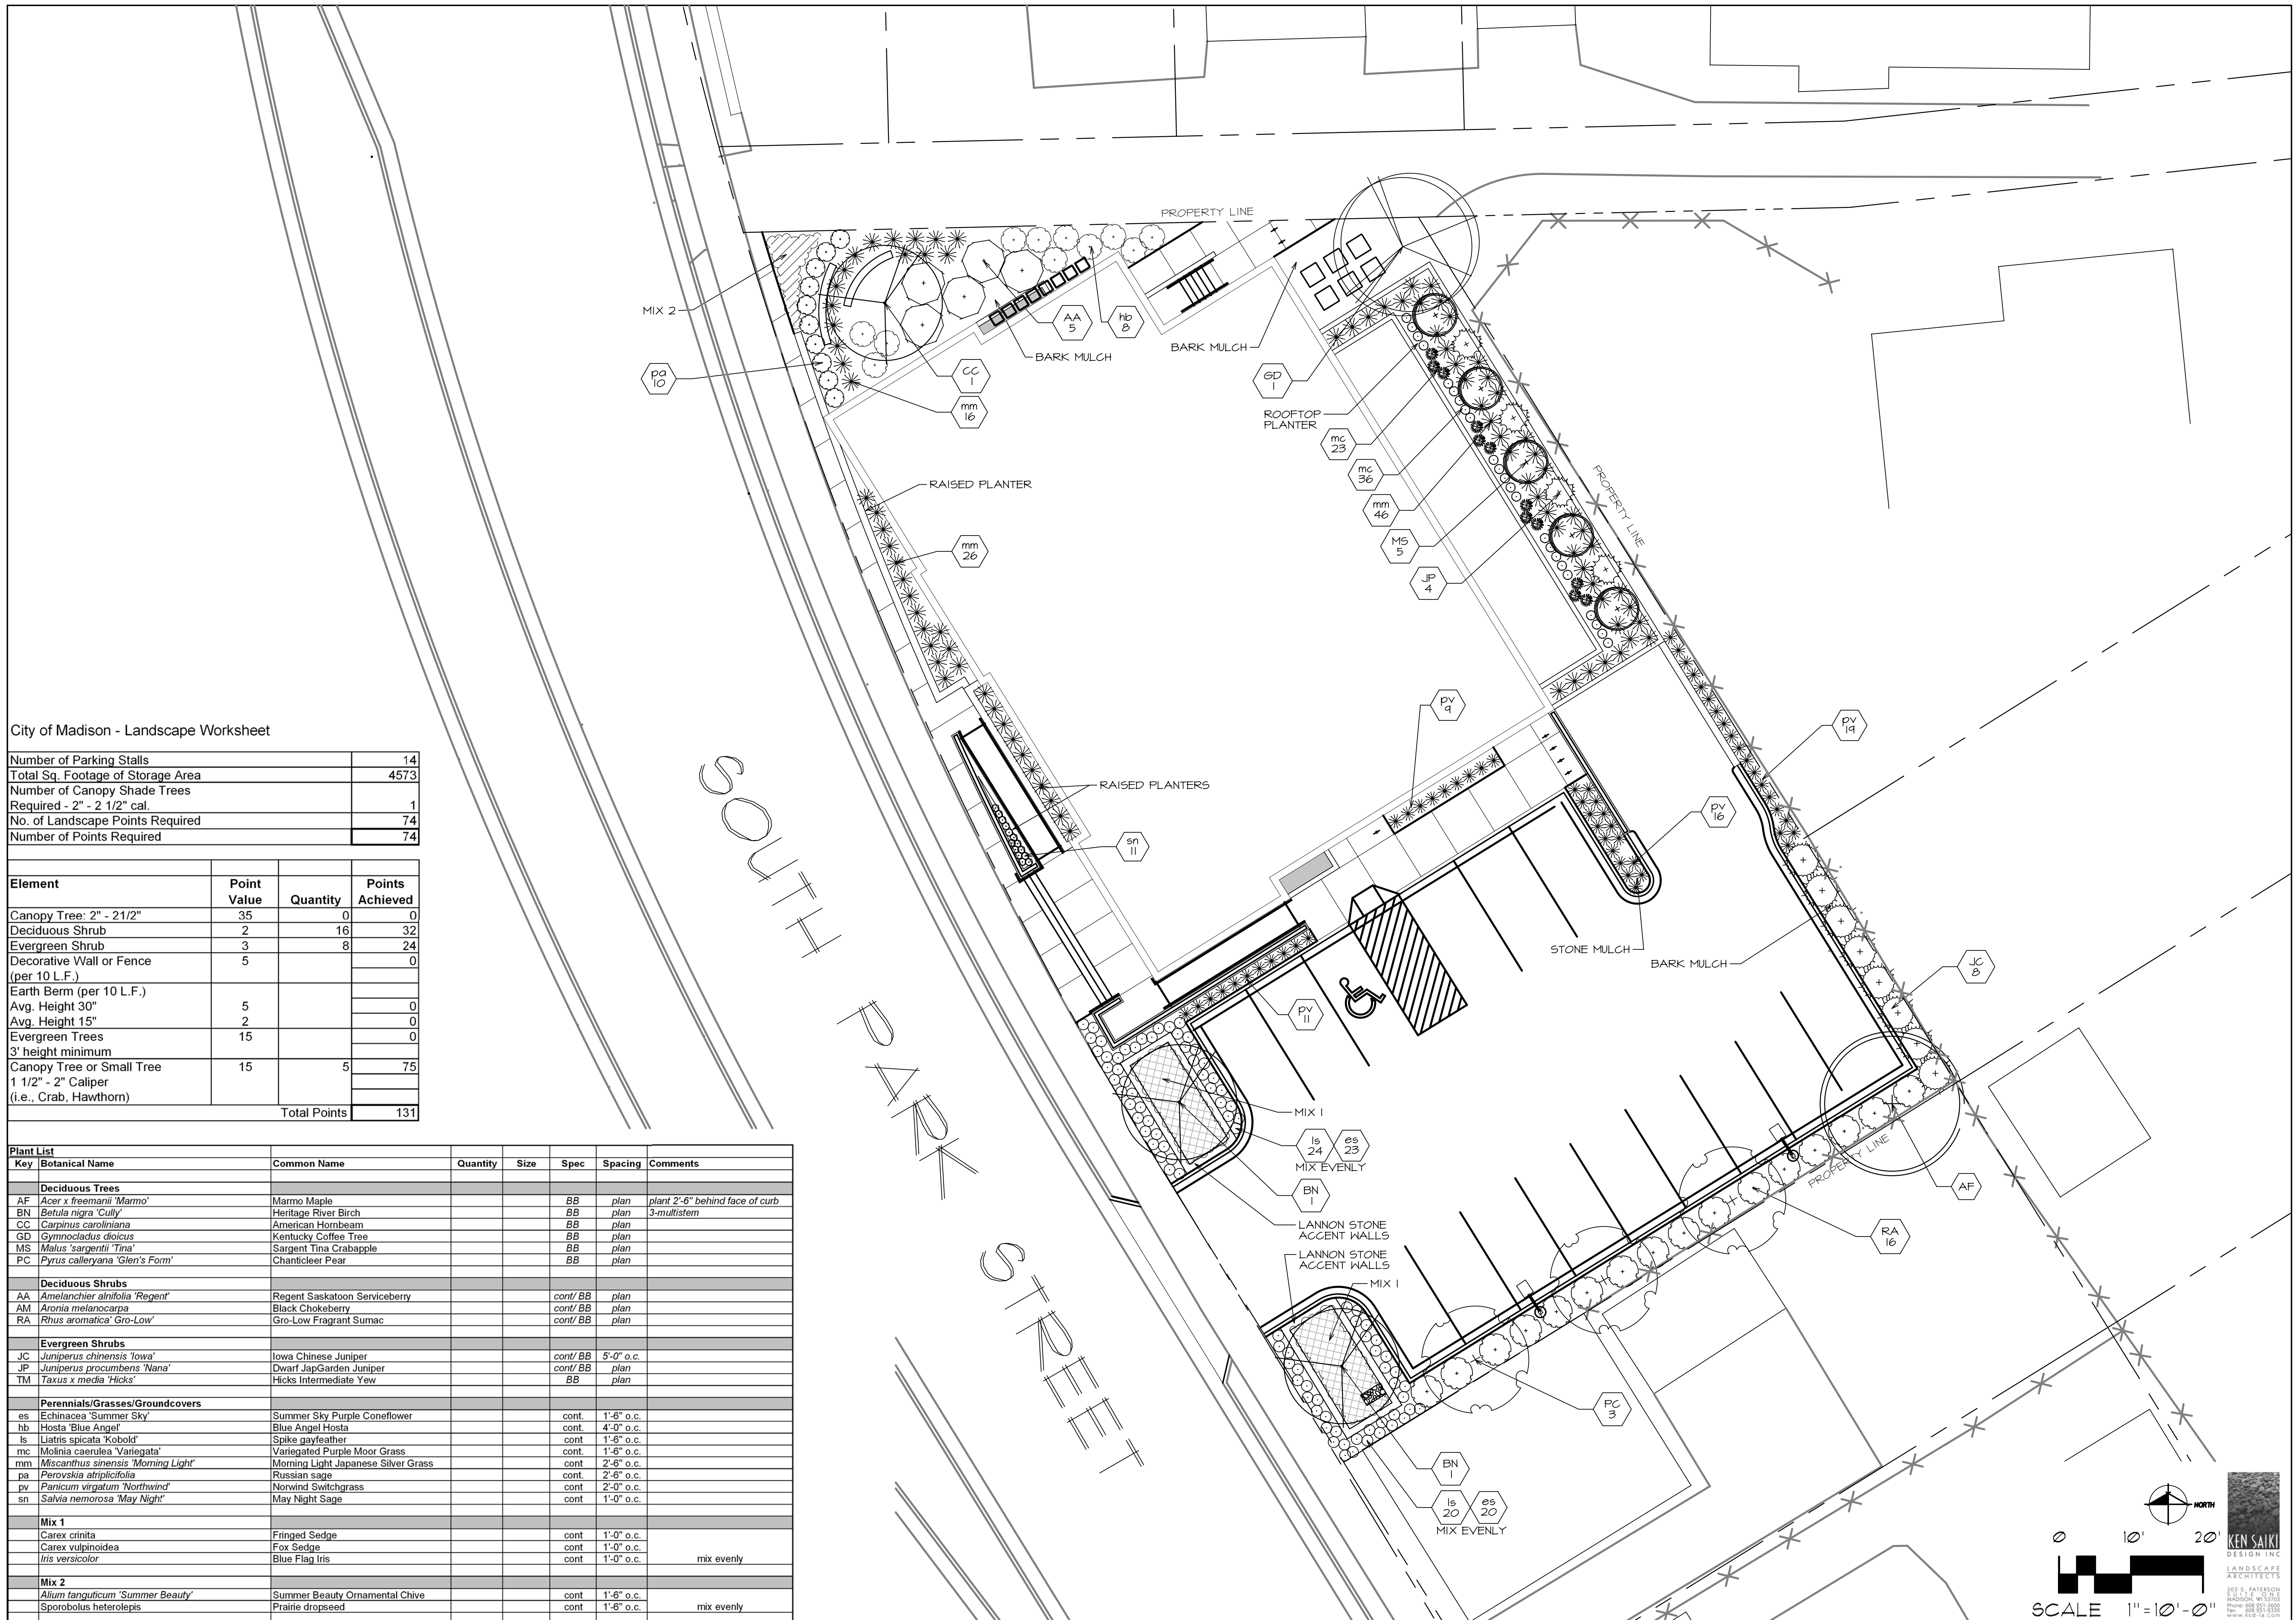 PROPERTY LINE
MIX 2
AA
5
hb
8
BARK MULCH
BARK MULCH
pa
10
CC
1
mm
16
GD
1
ROOFTOP
PLANTER
mc
23
mc
36
mm
46
MS
5
JP
4
PROPERTY LINE
RAISED PLANTER
mm
26
pv
9
pv
19
RAISED PLANTERS
sn
11
pv
16
STONE MULCH
BARK MULCH
JC
8
pv
11
MIX 1
ls
24
es
23
MIX EVENLY
BN
1
LANNON STONE
ACCENT WALLS
LANNON STONE
ACCENT WALLS
MIX 1
PROPERTY LINE
AF
RA
16
PC
3
BN
1
ls
20
es
20
MIX EVENLY
SOUTH PARK STREET
City of Madison - Landscape Worksheet
Number of Parking Stalls 14
Total Sq. Footage of Storage Area 4573
Number of Canopy Shade Trees
Required - 2" - 2 1/2" cal. 1
No. of Landscape Points Required 74
Number of Points Required 74
Element Point Value Quantity Points Achieved
Canopy Tree: 2" - 21/2" 35 0 0
Deciduous Shrub 2 16 32
Evergreen Shrub 3 8 24
Decorative Wall or Fence 5 0
(per 10 L.F.)
Earth Berm (per 10 L.F.)
Avg. Height 30" 5 0
Avg. Height 15" 2 0
Evergreen Trees 15 0
3' height minimum
Canopy Tree or Small Tree 15 5 75
1 1/2" - 2" Caliper
(i.e., Crab, Hawthorn)
Total Points 131
Plant List
Key Botanical Name Common Name Quantity Size Spec Spacing Comments
Deciduous Trees
AF Acer x freemanii 'Marmo' Marmo Maple BB plan plant 2'-6" behind face of curb
BN Betula nigra 'Cully' Heritage River Birch BB plan 3-multistem
CC Carpinus caroliniana American Hornbeam BB plan
GD Gymnocladus dioicus Kentucky Coffee Tree BB plan
MS Malus 'sargentii 'Tina' Sargent Tina Crabapple BB plan
PC Pyrus calleryana 'Glen's Form' Chanticleer Pear BB plan
Deciduous Shrubs
AA Amelanchier alnifolia 'Regent' Regent Saskatoon Serviceberry cont/ BB plan
AM Aronia melanocarpa Black Chokeberry cont/ BB plan
RA Rhus aromatica' Gro-Low' Gro-Low Fragrant Sumac cont/ BB plan
Evergreen Shrubs
JC Juniperus chinensis 'Iowa' Iowa Chinese Juniper cont/ BB 5'-0" o.c.
JP Juniperus procumbens 'Nana' Dwarf JapGarden Juniper cont/ BB plan
TM Taxus x media 'Hicks' Hicks Intermediate Yew BB plan
Perennials/Grasses/Groundcovers
es Echinacea 'Summer Sky' Summer Sky Purple Coneflower cont. 1'-6" o.c.
hb Hosta 'Blue Angel' Blue Angel Hosta cont. 4'-0" o.c.
ls Liatris spicata 'Kobold' Spike gayfeather cont 1'-6" o.c.
mc Molinia caerulea 'Variegata' Variegated Purple Moor Grass cont. 1'-6" o.c.
mm Miscanthus sinensis 'Morning Light' Morning Light Japanese Silver Grass cont 2'-6" o.c.
pa Perovskia atriplicifolia Russian sage cont. 2'-6" o.c.
pv Panicum virgatum 'Northwind' Norwind Switchgrass cont 2'-0" o.c.
sn Salvia nemorosa 'May Night' May Night Sage cont 1'-0" o.c.
Mix 1
Carex crinita Fringed Sedge cont 1'-0" o.c.
Carex vulpinoidea Fox Sedge cont 1'-0" o.c.
Iris versicolor Blue Flag Iris cont 1'-0" o.c. mix evenly
Mix 2
Alium tanguticum 'Summer Beauty' Summer Beauty Ornamental Chive cont 1'-6" o.c.
Sporobolus heterolepis Prairie dropseed cont 1'-6" o.c. mix evenly
NORTH
0 10' 20'
SCALE 1"=10'-0"
KEN SAIKI
DESIGN INC
LANDSCAPE
ARCHITECTS
303 S. PATERSON
SUITE ONE
MADISON, WI 53703
Phone: 608 251-3600
Fax: 608 251-2330
www.ksd-la.com